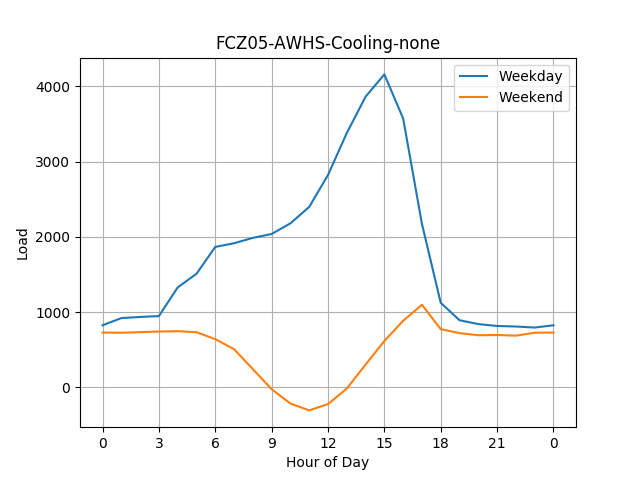 FCZ05-AWHS-Cooling-none
Weekday
Weekend
4000
3000
2000
1000
0
Load
0 3 6 9 12 15 18 21 0
Hour of Day